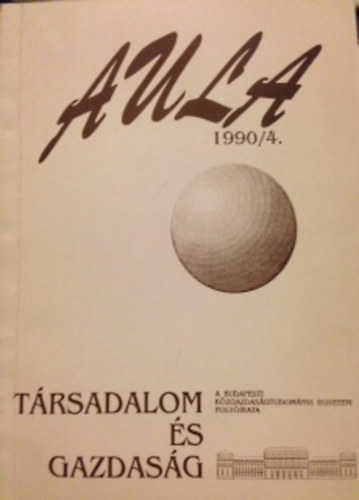 AULA
1990/4.
TÁRSADALOM
ÉS
GAZDASÁG
A BUDAPESTI
KÖZGAZDASÁGTUDOMÁNYI EGYETEM
FOLYÓIRATA